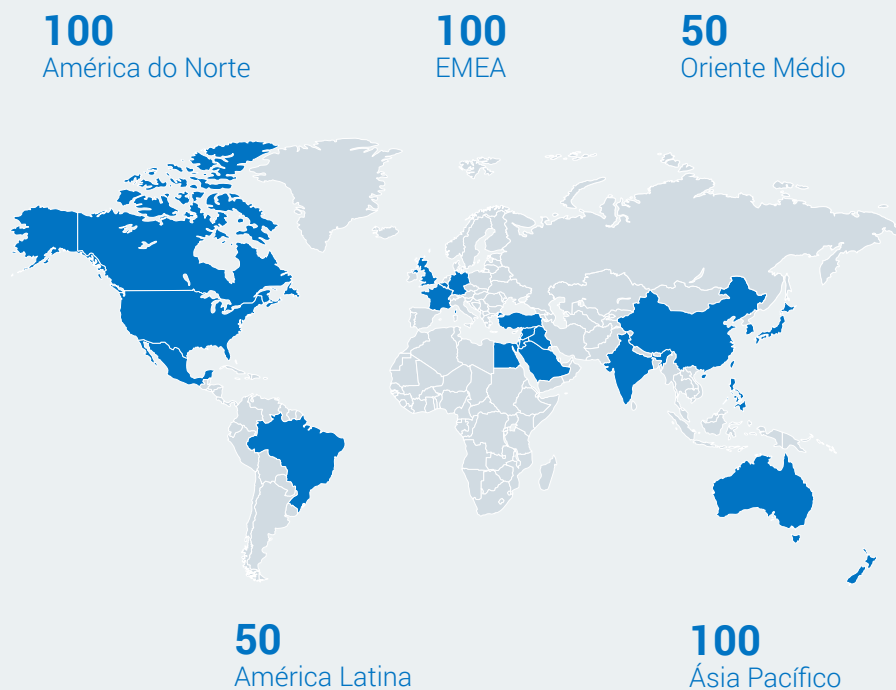 100
América do Norte
100
EMEA
50
Oriente Médio
50
América Latina
100
Ásia Pacífico